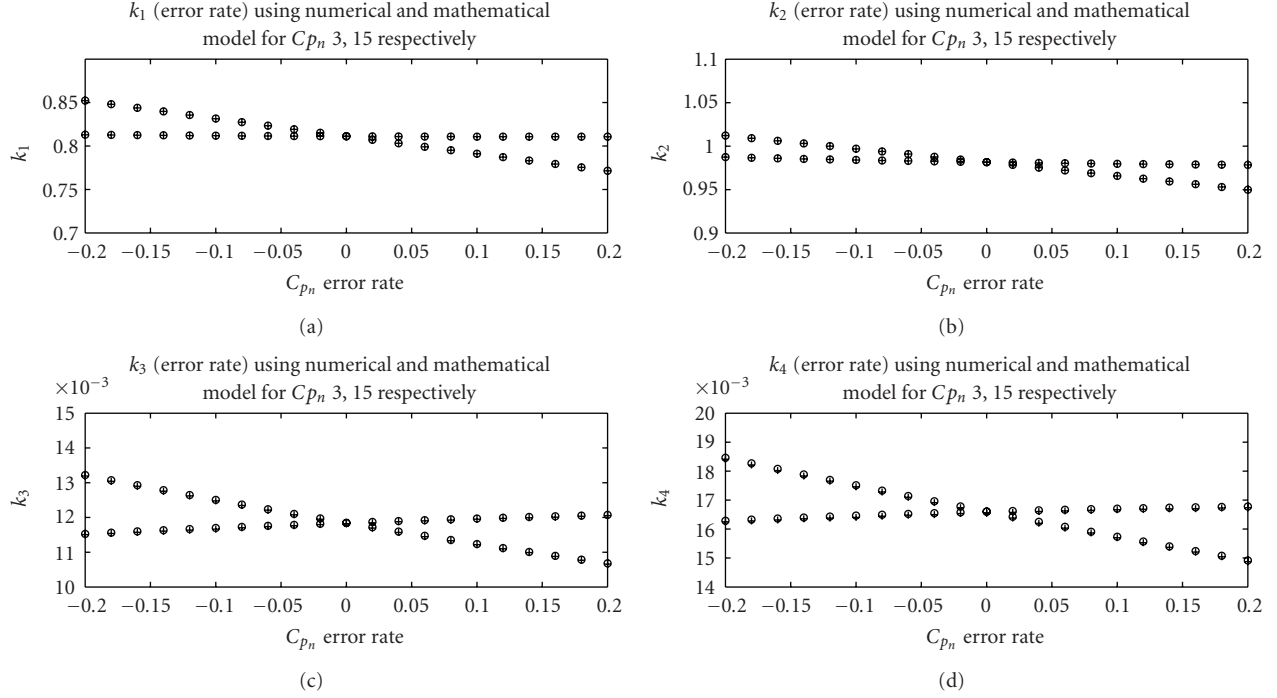 k₁ (error rate) using numerical and mathematical
model for Cpₙ 3, 15 respectively
0.85
0.8
0.75
0.7
k₁
−0.2 −0.15 −0.1 −0.05 0 0.05 0.1 0.15 0.2
Cₚₙ error rate
(a)
k₂ (error rate) using numerical and mathematical
model for Cpₙ 3, 15 respectively
1.1
1.05
1
0.95
0.9
k₂
−0.2 −0.15 −0.1 −0.05 0 0.05 0.1 0.15 0.2
Cₚₙ error rate
(b)
k₃ (error rate) using numerical and mathematical
model for Cpₙ 3, 15 respectively
×10⁻³
15
14
13
12
11
10
k₃
−0.2 −0.15 −0.1 −0.05 0 0.05 0.1 0.15 0.2
Cₚₙ error rate
(c)
k₄ (error rate) using numerical and mathematical
model for Cpₙ 3, 15 respectively
×10⁻³
20
19
18
17
16
15
14
k₄
−0.2 −0.15 −0.1 −0.05 0 0.05 0.1 0.15 0.2
Cₚₙ error rate
(d)